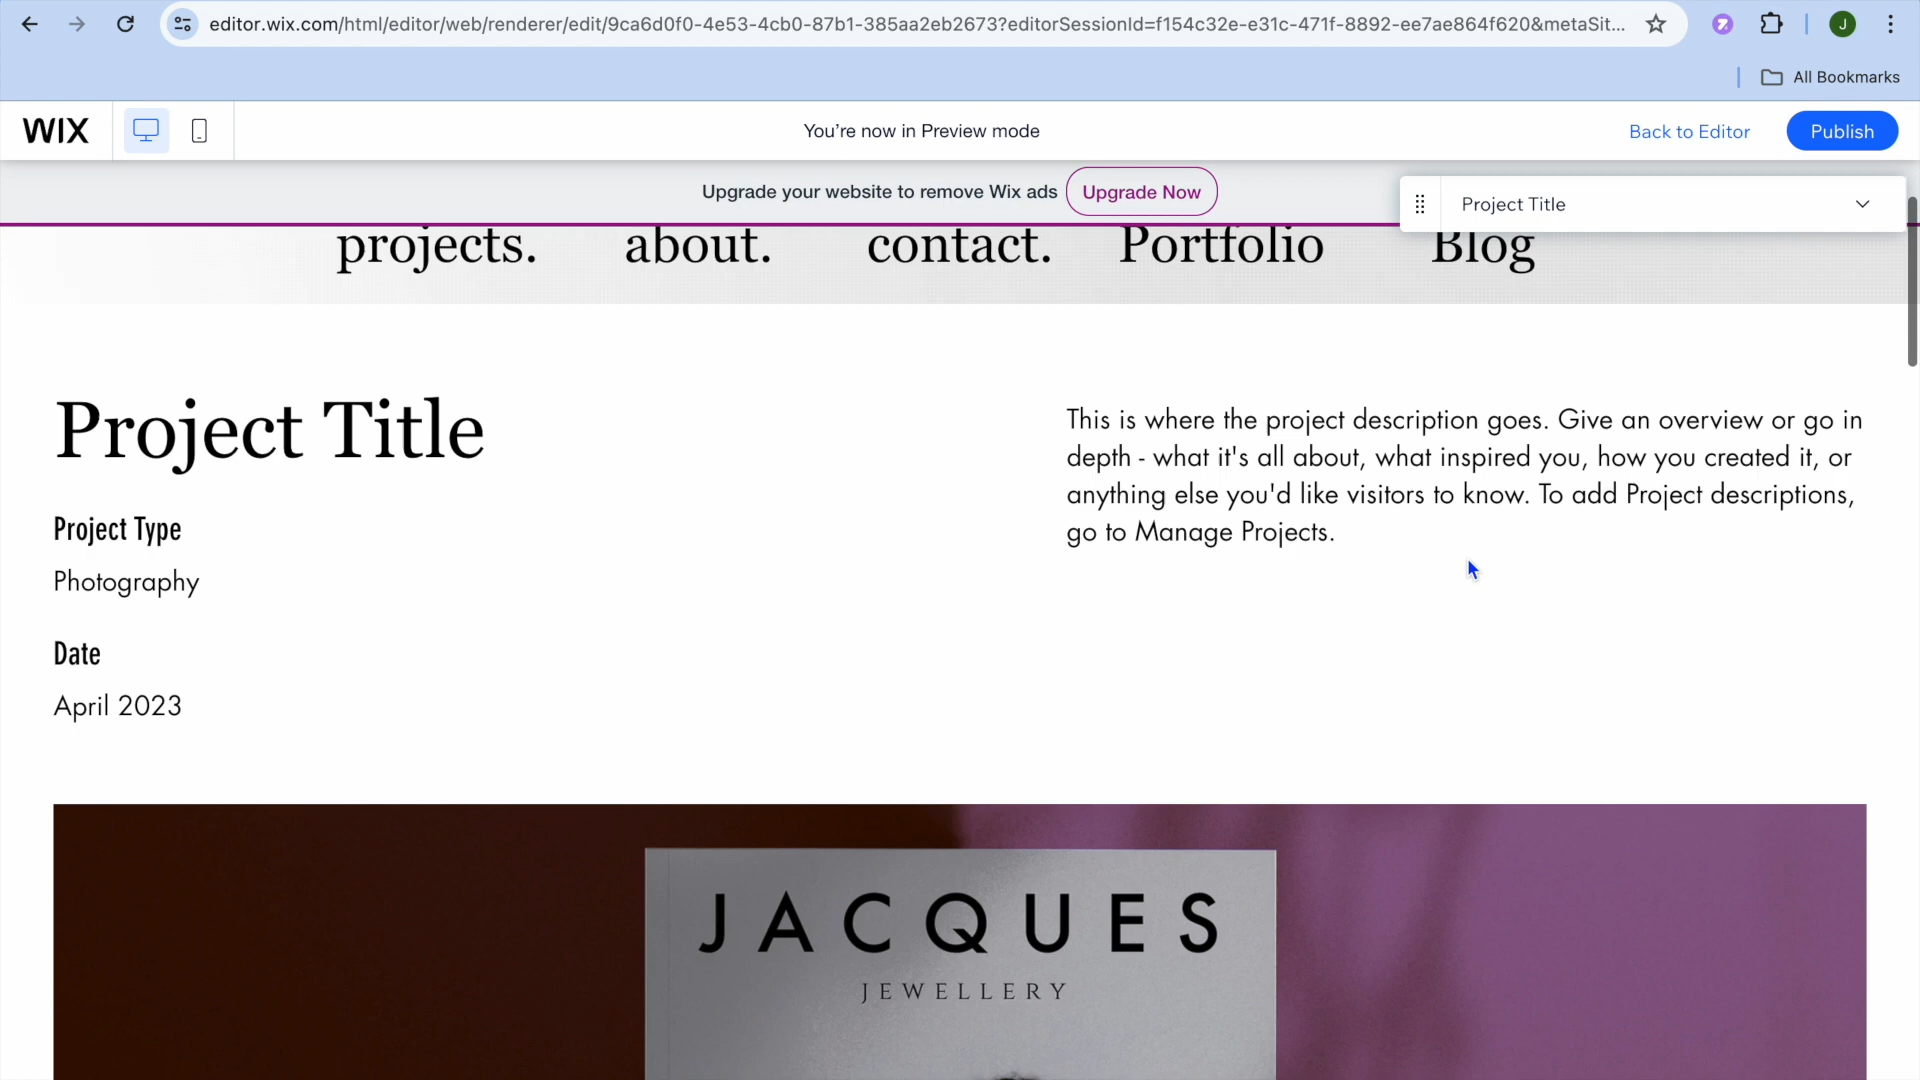 editor.wix.com/html/editor/web/renderer/edit/9ca6d0f0-4e53-4cb0-87b1-385aa2eb2673?editorSessionId=f154c32e-e31c-471f-8892-ee7ae864f620&metaSit...
J
All Bookmarks
WIX
You're now in Preview mode
Back to Editor
Publish
Upgrade your website to remove Wix ads
Upgrade Now
Project Title
projects.
about.
contact.
Portfolio
Blog
Project Title
This is where the project description goes. Give an overview or go in
depth - what it's all about, what inspired you, how you created it, or
anything else you'd like visitors to know. To add Project descriptions,
go to Manage Projects.
Project Type
Photography
Date
April 2023
JACQUES
JEWELLERY